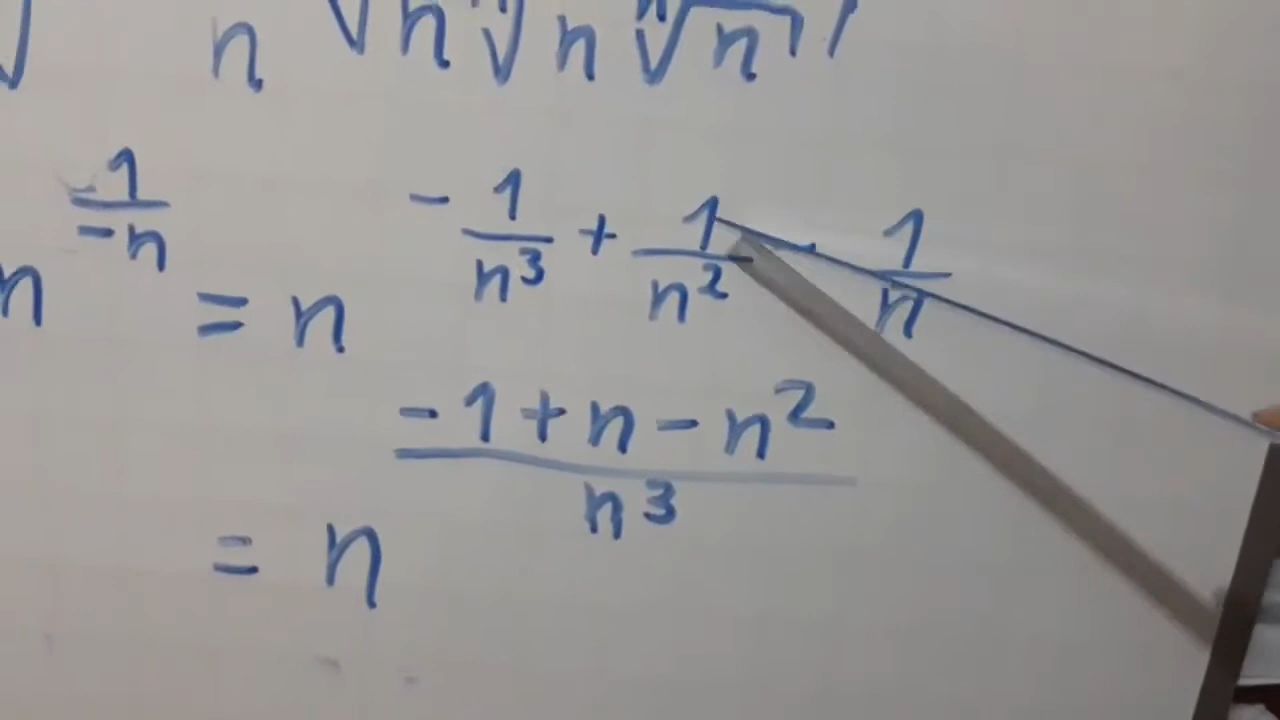 √ n √n √n √n
n^(-1/-n) = n^(-1/n³ + 1/n² - 1/n)
= n^((-1+n-n²)/n³)